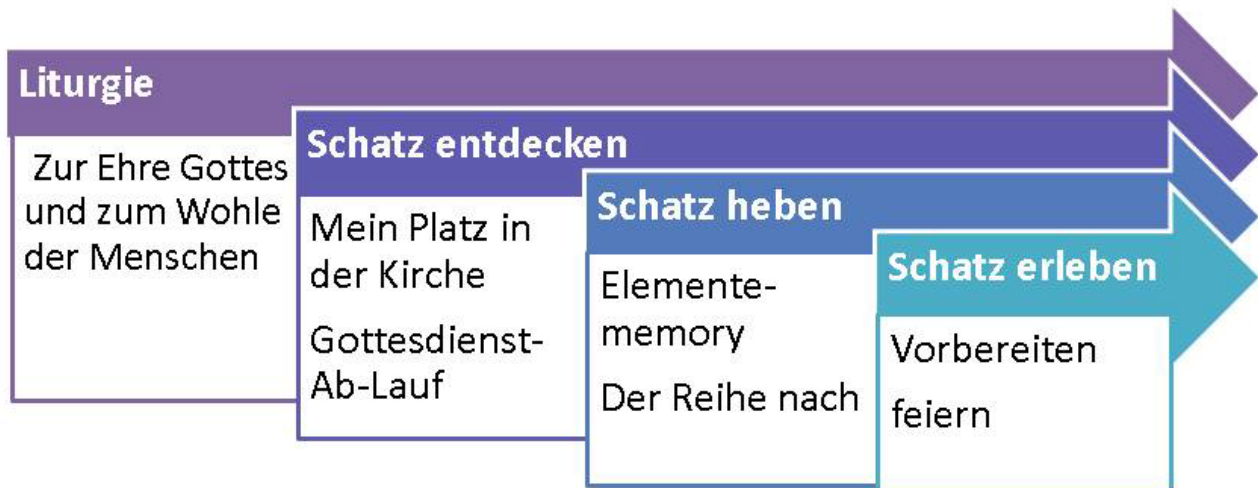 Liturgie
Zur Ehre Gottes
und zum Wohle
der Menschen
Schatz entdecken
Mein Platz in
der Kirche
Gottesdienst-
Ab-Lauf
Schatz heben
Elemente-
memory
Der Reihe nach
Schatz erleben
Vorbereiten
feiern